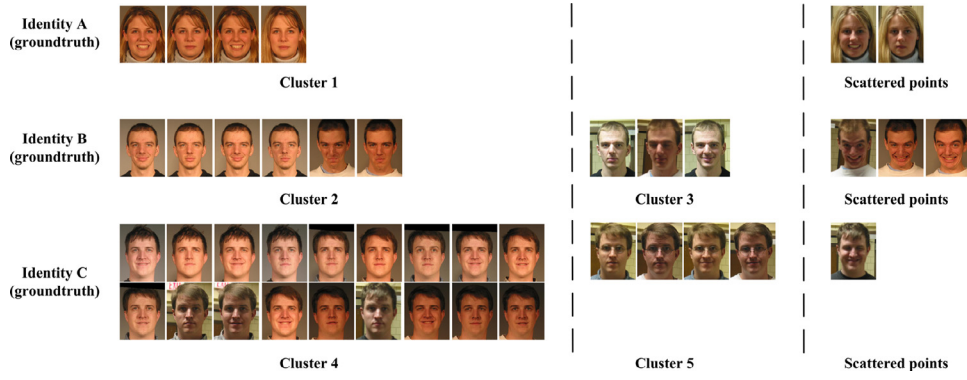 Identity A
(groundtruth)
Cluster 1
Scattered points
Identity B
(groundtruth)
Cluster 2
Cluster 3
Scattered points
Identity C
(groundtruth)
Cluster 4
Cluster 5
Scattered points